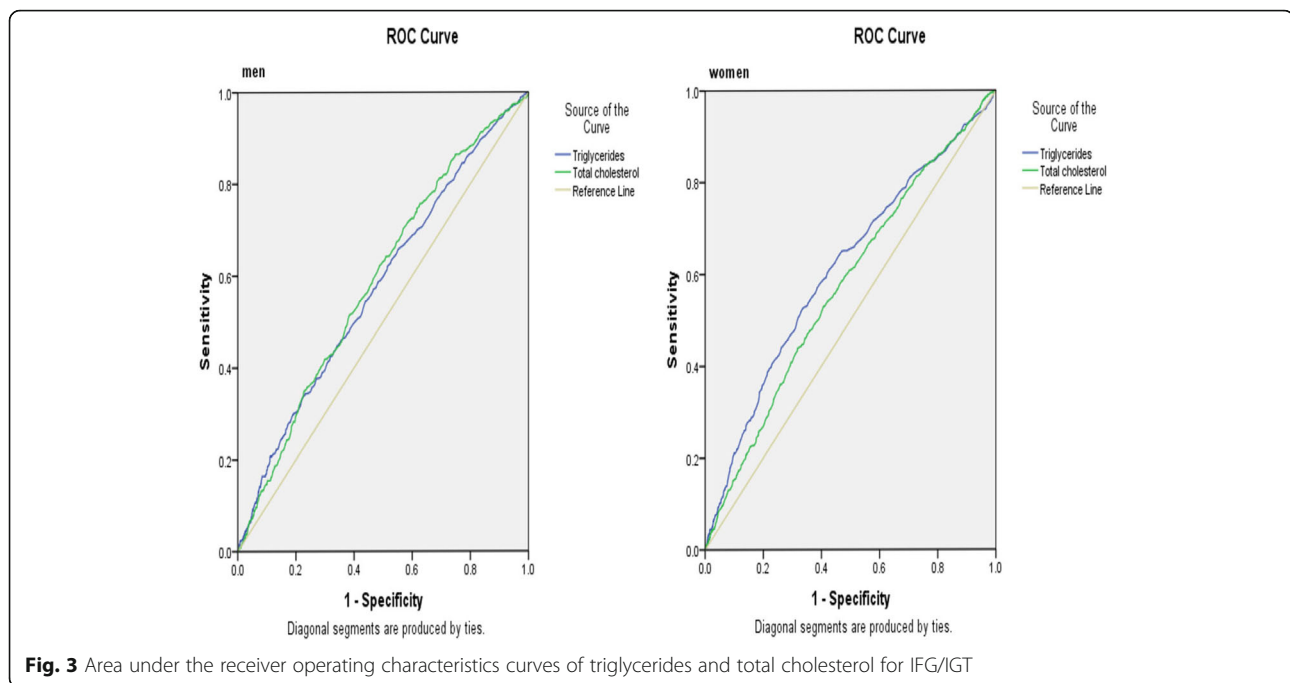 ROC Curve
men
Source of the
Curve
Triglycerides
Total cholesterol
Reference Line
1.0
0.8
0.6
0.4
0.2
0.0
Sensitivity
0.0 0.2 0.4 0.6 0.8 1.0
1 - Specificity
Diagonal segments are produced by ties.
ROC Curve
women
Source of the
Curve
Triglycerides
Total cholesterol
Reference Line
1.0
0.8
0.6
0.4
0.2
0.0
Sensitivity
0.0 0.2 0.4 0.6 0.8 1.0
1 - Specificity
Diagonal segments are produced by ties.
Fig. 3 Area under the receiver operating characteristics curves of triglycerides and total cholesterol for IFG/IGT